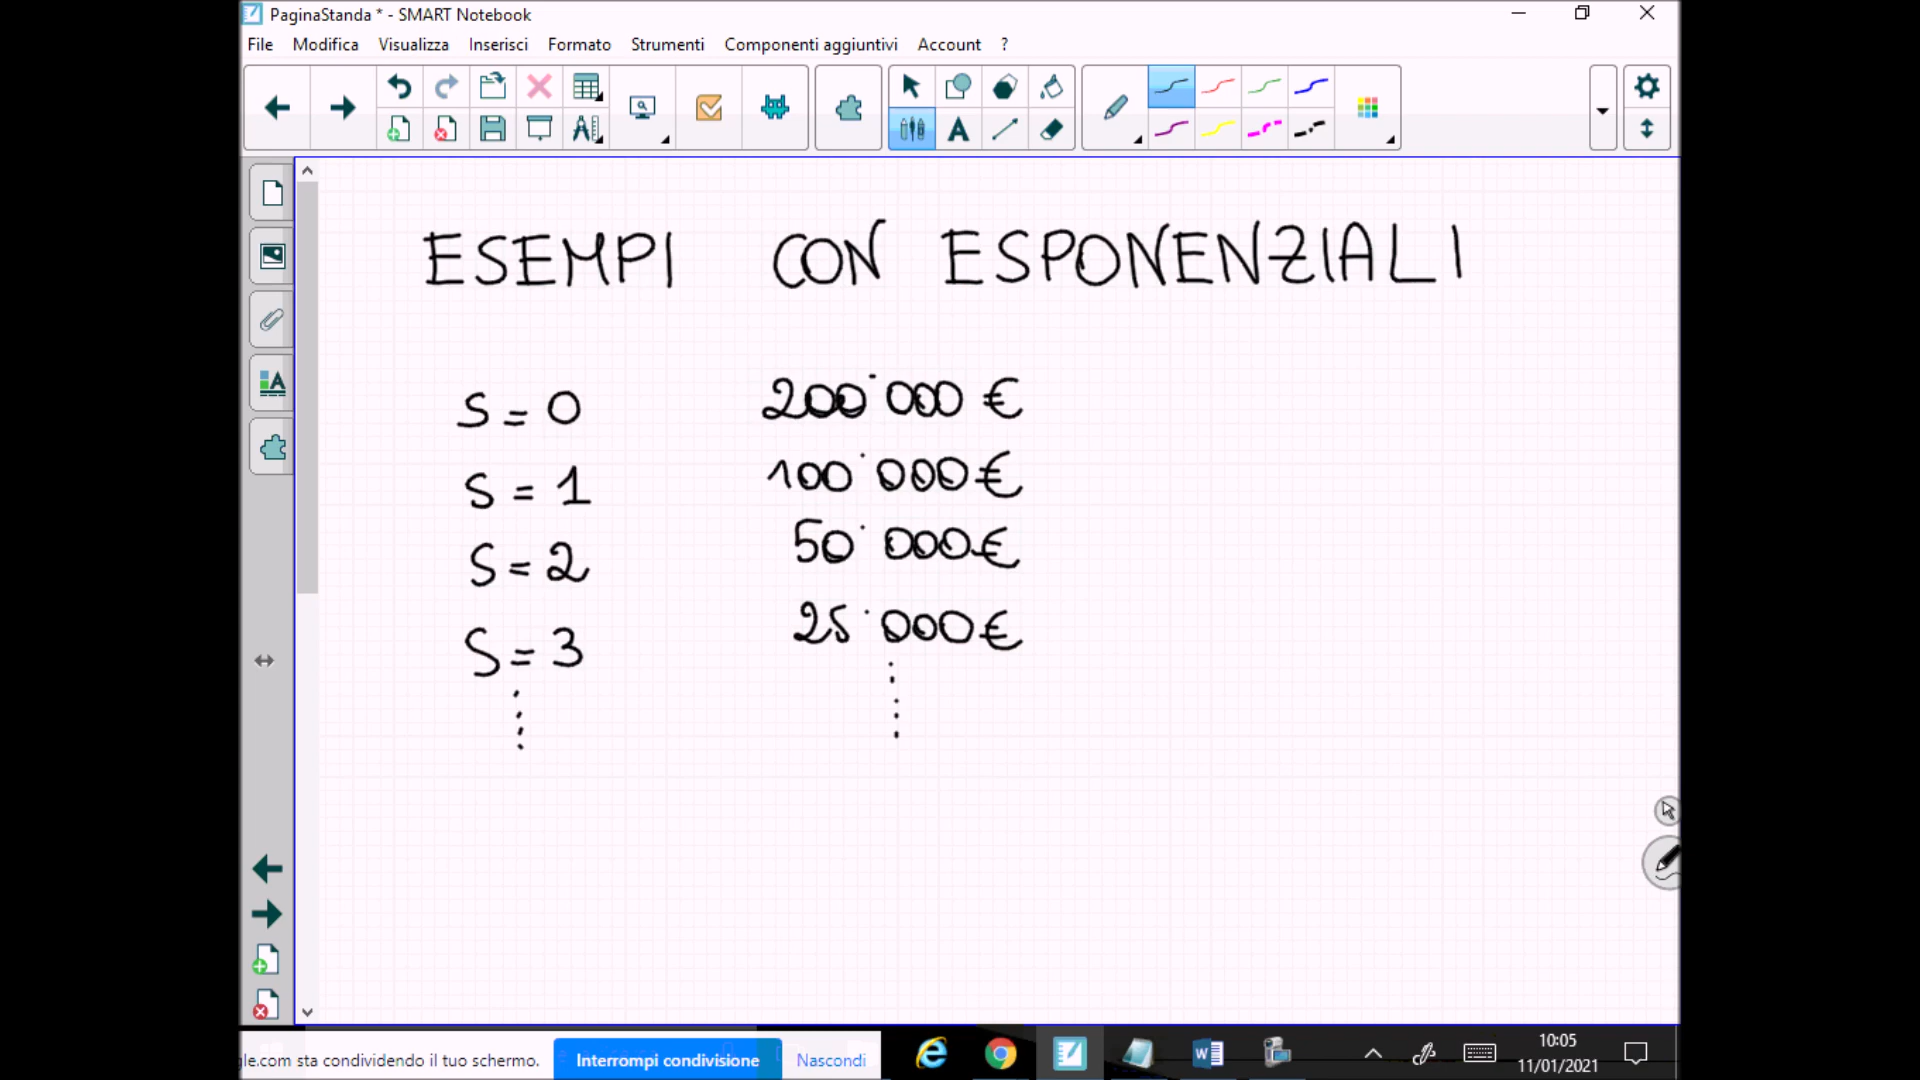 PaginaStanda * - SMART Notebook
File Modifica Visualizza Inserisci Formato Strumenti Componenti aggiuntivi Account ?
ESEMPI CON ESPONENZIALI
S = 0 200˙000 €
S = 1 100˙000 €
S = 2 50˙000 €
S = 3 25˙000 €
gle.com sta condividendo il tuo schermo. Interrompi condivisione Nascondi
10:05
11/01/2021